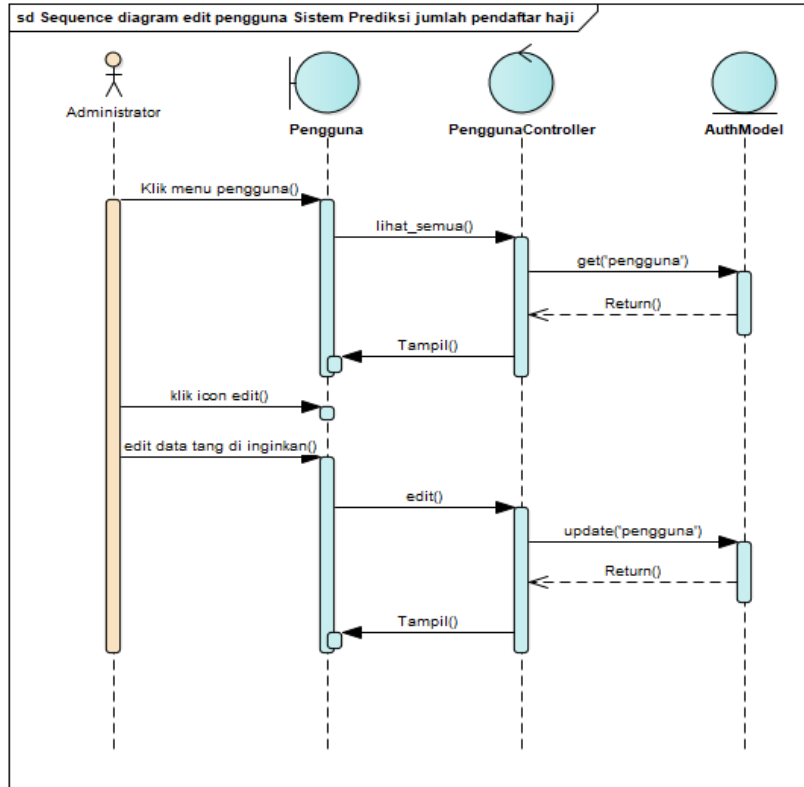 sd Sequence diagram edit pengguna Sistem Prediksi jumlah pendaftar haji
Administrator
Pengguna
PenggunaController
AuthModel
Klik menu pengguna()
lihat_semua()
get('pengguna')
Return()
Tampil()
klik icon edit()
edit data tang di inginkan()
edit()
update('pengguna')
Return()
Tampil()